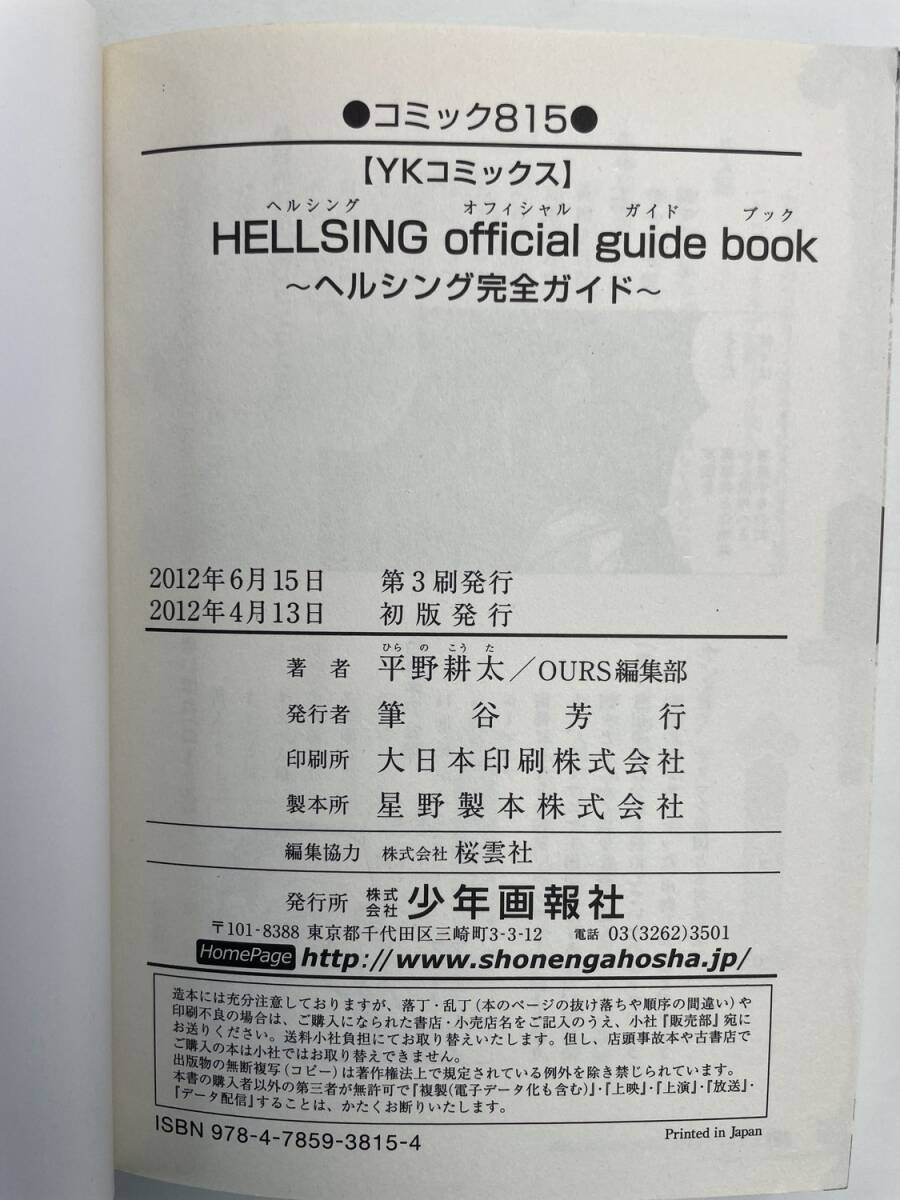 ●コミック815●
【YKコミックス】
ヘルシング オフィシャル ガイド ブック
HELLSING official guide book
～ヘルシング完全ガイド～
2012年6月15日 第3刷発行
2012年4月13日 初版発行
ひら の こう た
著者 平野耕太／OURS編集部
発行者 筆谷芳行
印刷所 大日本印刷株式会社
製本所 星野製本株式会社
編集協力 株式会社 桜雲社
発行所 株式会社 少年画報社
〒101-8388 東京都千代田区三崎町3-3-12 電話 03(3262)3501
HomePage http://www.shonengahosha.jp/
造本には充分注意しておりますが、落丁・乱丁(本のページの抜け落ちや順序の間違い)や
印刷不良の場合は、ご購入になられた書店・小売店名をご記入のうえ、小社『販売部』宛に
お送りください。送料小社負担にてお取り替えいたします。但し、店頭事故本や古書店で
ご購入の本は小社ではお取り替えできません。
出版物の無断複写(コピー)は著作権法上で規定されている例外を除き禁じられています。
本書の購入者以外の第三者が無許可で『複製(電子データ化も含む)』・『上映』・『上演』・『放送』・
『データ配信』することは、かたくお断りいたします。
ISBN 978-4-7859-3815-4
Printed in Japan